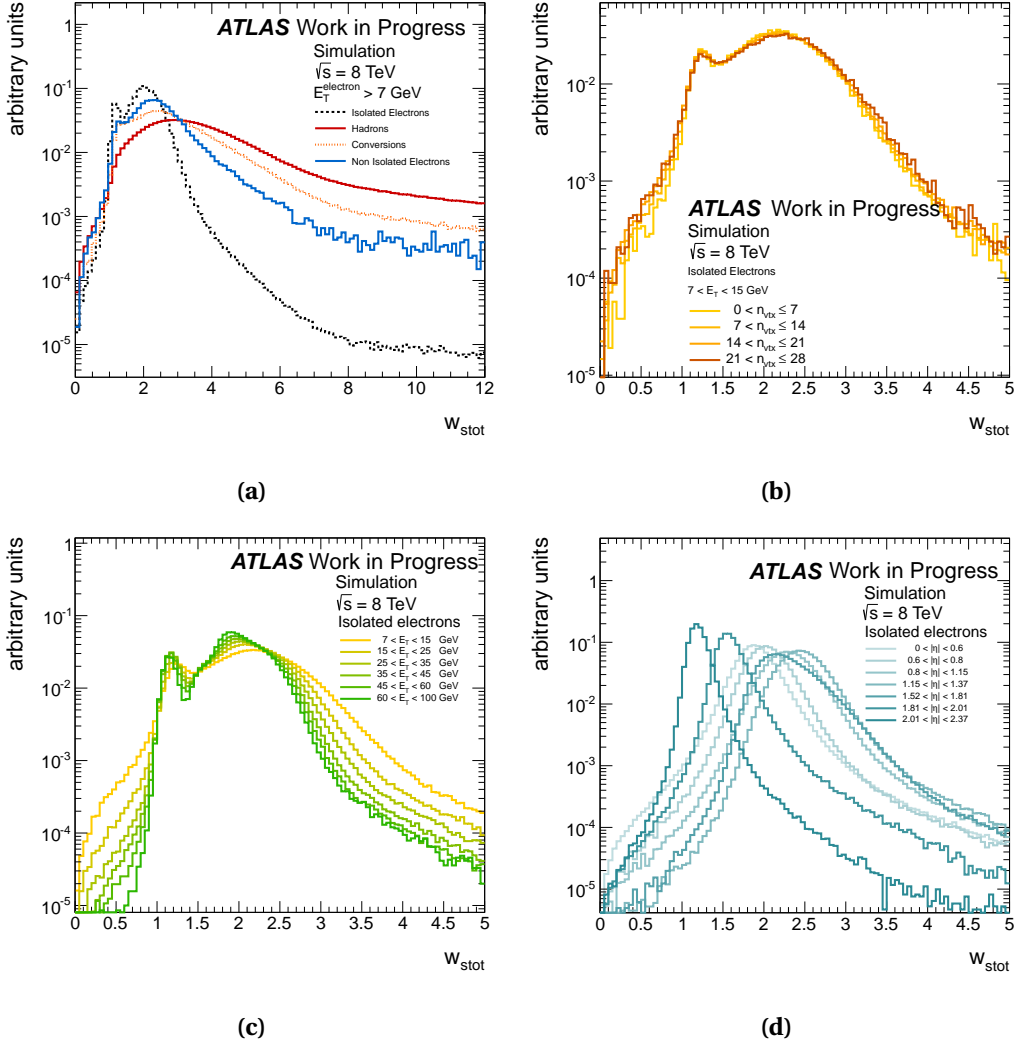 arbitrary units
ATLAS Work in Progress
Simulation
√s = 8 TeV
E_T^electron > 7 GeV
Isolated Electrons
Hadrons
Conversions
Non Isolated Electrons
1
10^-1
10^-2
10^-3
10^-4
10^-5
0 2 4 6 8 10 12
w_stot
(a)
arbitrary units
10^-2
10^-3
10^-4
10^-5
ATLAS Work in Progress
Simulation
√s = 8 TeV
Isolated Electrons
7 < E_T < 15 GeV
0 < n_vtx ≤ 7
7 < n_vtx ≤ 14
14 < n_vtx ≤ 21
21 < n_vtx ≤ 28
0 0.5 1 1.5 2 2.5 3 3.5 4 4.5 5
w_stot
(b)
arbitrary units
ATLAS Work in Progress
Simulation
√s = 8 TeV
Isolated electrons
7 < E_T < 15 GeV
15 < E_T < 25 GeV
25 < E_T < 35 GeV
35 < E_T < 45 GeV
45 < E_T < 60 GeV
60 < E_T < 100 GeV
1
10^-1
10^-2
10^-3
10^-4
10^-5
0 0.5 1 1.5 2 2.5 3 3.5 4 4.5 5
w_stot
(c)
arbitrary units
ATLAS Work in Progress
Simulation
√s = 8 TeV
Isolated electrons
0 < |η| < 0.6
0.6 < |η| < 0.8
0.8 < |η| < 1.15
1.15 < |η| < 1.37
1.52 < |η| < 1.81
1.81 < |η| < 2.01
2.01 < |η| < 2.37
1
10^-1
10^-2
10^-3
10^-4
10^-5
0 0.5 1 1.5 2 2.5 3 3.5 4 4.5 5
w_stot
(d)